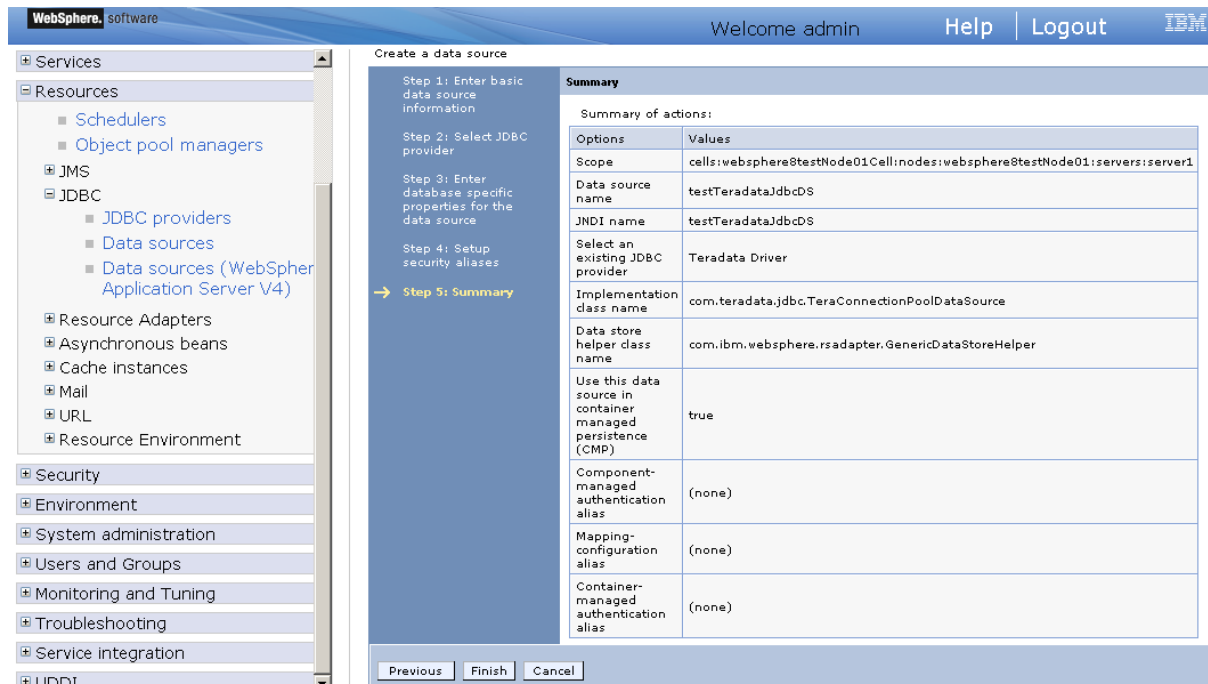 WebSphere. software
Welcome admin
Help
Logout
IBM
Services
Resources
Schedulers
Object pool managers
JMS
JDBC
JDBC providers
Data sources
Data sources (WebSpher
Application Server V4)
Resource Adapters
Asynchronous beans
Cache instances
Mail
URL
Resource Environment
Security
Environment
System administration
Users and Groups
Monitoring and Tuning
Troubleshooting
Service integration
UDDI
Create a data source
Step 1: Enter basic
data source
information
Step 2: Select JDBC
provider
Step 3: Enter
database specific
properties for the
data source
Step 4: Setup
security aliases
Step 5: Summary
Summary
Summary of actions:
Options Values
Scope cells:websphere8testNode01Cell:nodes:websphere8testNode01:servers:server1
Data source
name
testTeradataJdbcDS
JNDI name testTeradataJdbcDS
Select an
existing JDBC
provider
Teradata Driver
Implementation
class name
com.teradata.jdbc.TeraConnectionPoolDataSource
Data store
helper class
name
com.ibm.websphere.rsadapter.GenericDataStoreHelper
Use this data
source in
container
managed
persistence
(CMP)
true
Component-
managed
authentication
alias
(none)
Mapping-
configuration
alias
(none)
Container-
managed
authentication
alias
(none)
Previous Finish Cancel